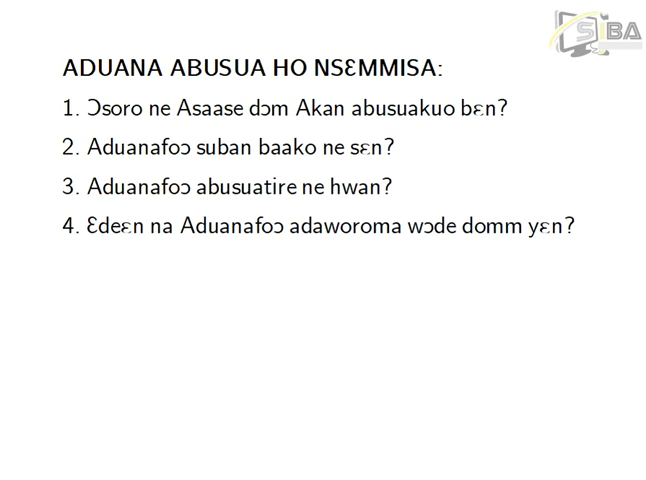 SIBA
ADUANA ABUSUA HO NSƐMMISA:
1. Ɔsoro ne Asaase dɔm Akan abusuakuo bɛn?
2. Aduanafoɔ suban baako ne sɛn?
3. Aduanafoɔ abusuatire ne hwan?
4. Ɛdeɛn na Aduanafoɔ adaworoma wɔde domm yɛn?